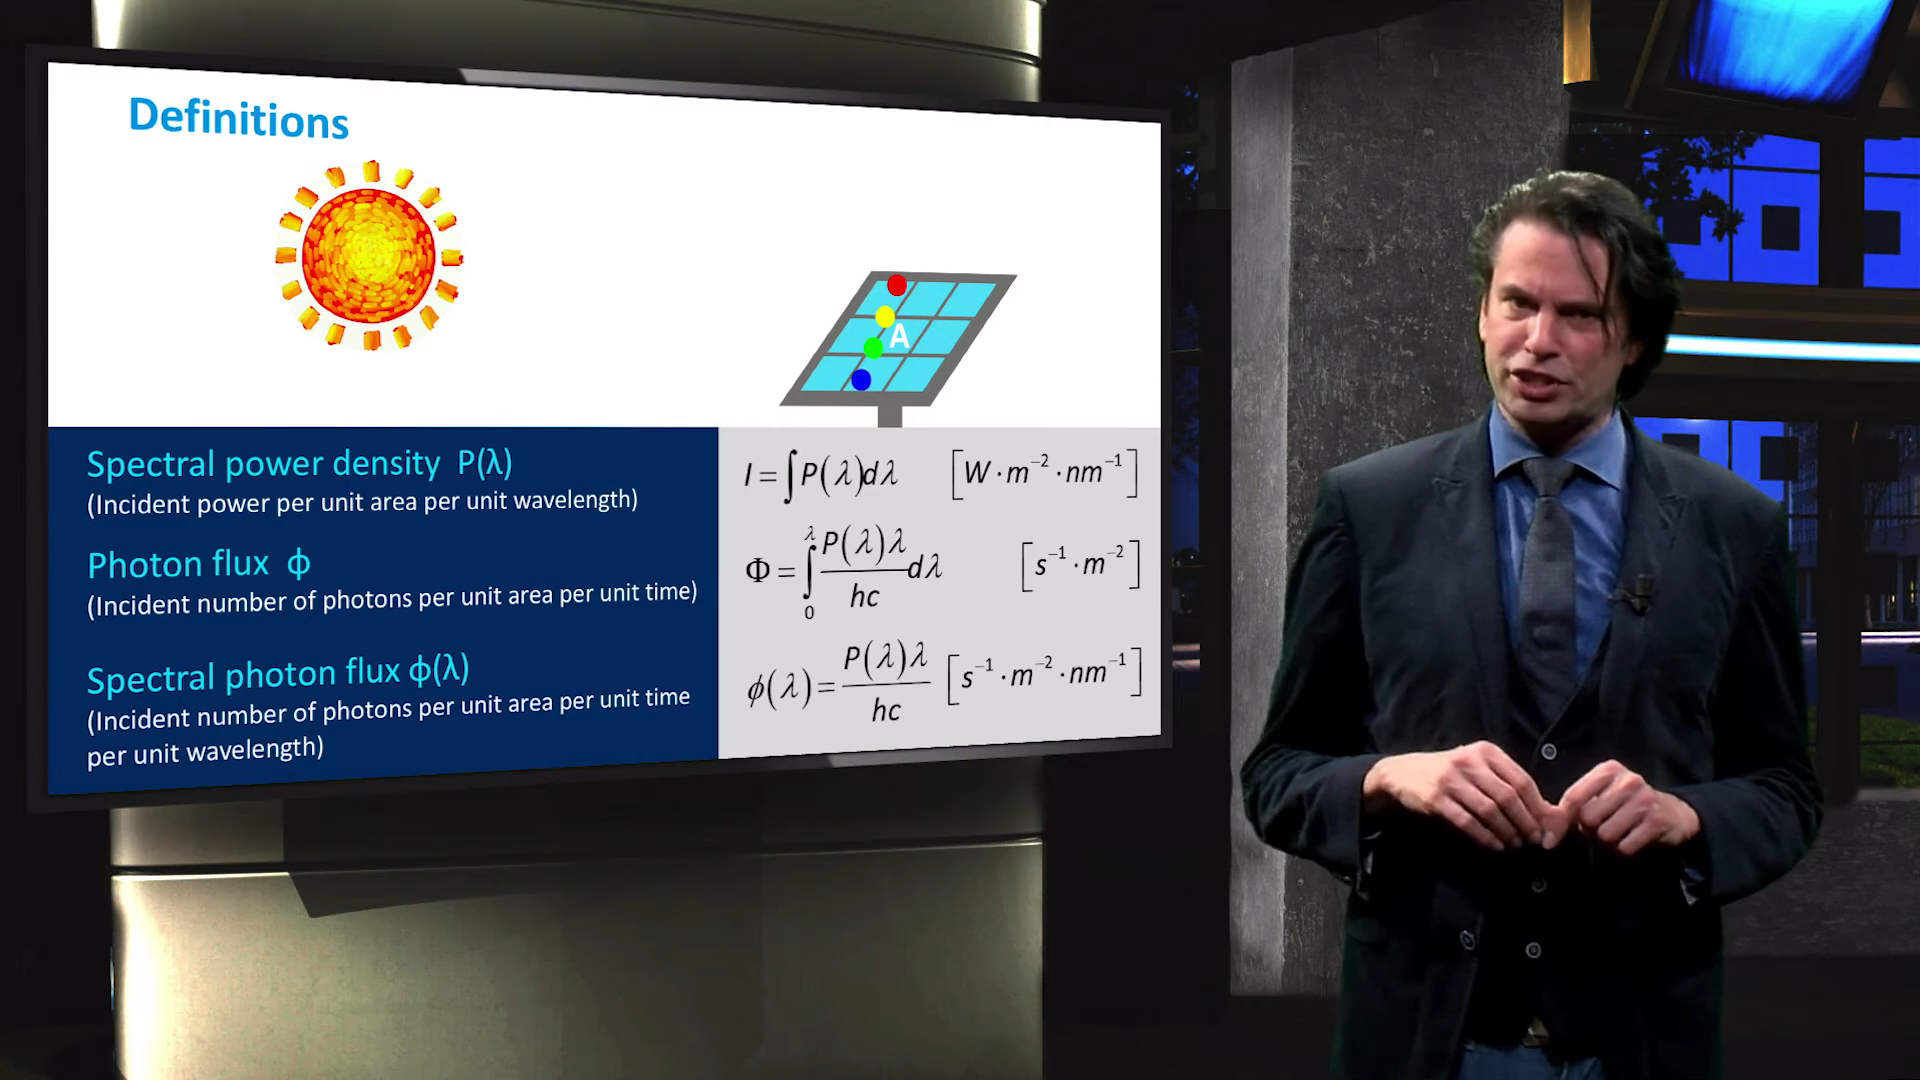 Definitions
A
Spectral power density P(λ)
(Incident power per unit area per unit wavelength)
I = ∫P(λ)dλ [W·m⁻²·nm⁻¹]
Photon flux ϕ
(Incident number of photons per unit area per unit time)
Φ = ∫₀^λ P(λ)λ/hc dλ [s⁻¹·m⁻²]
Spectral photon flux ϕ(λ)
(Incident number of photons per unit area per unit time
per unit wavelength)
ϕ(λ) = P(λ)λ/hc [s⁻¹·m⁻²·nm⁻¹]